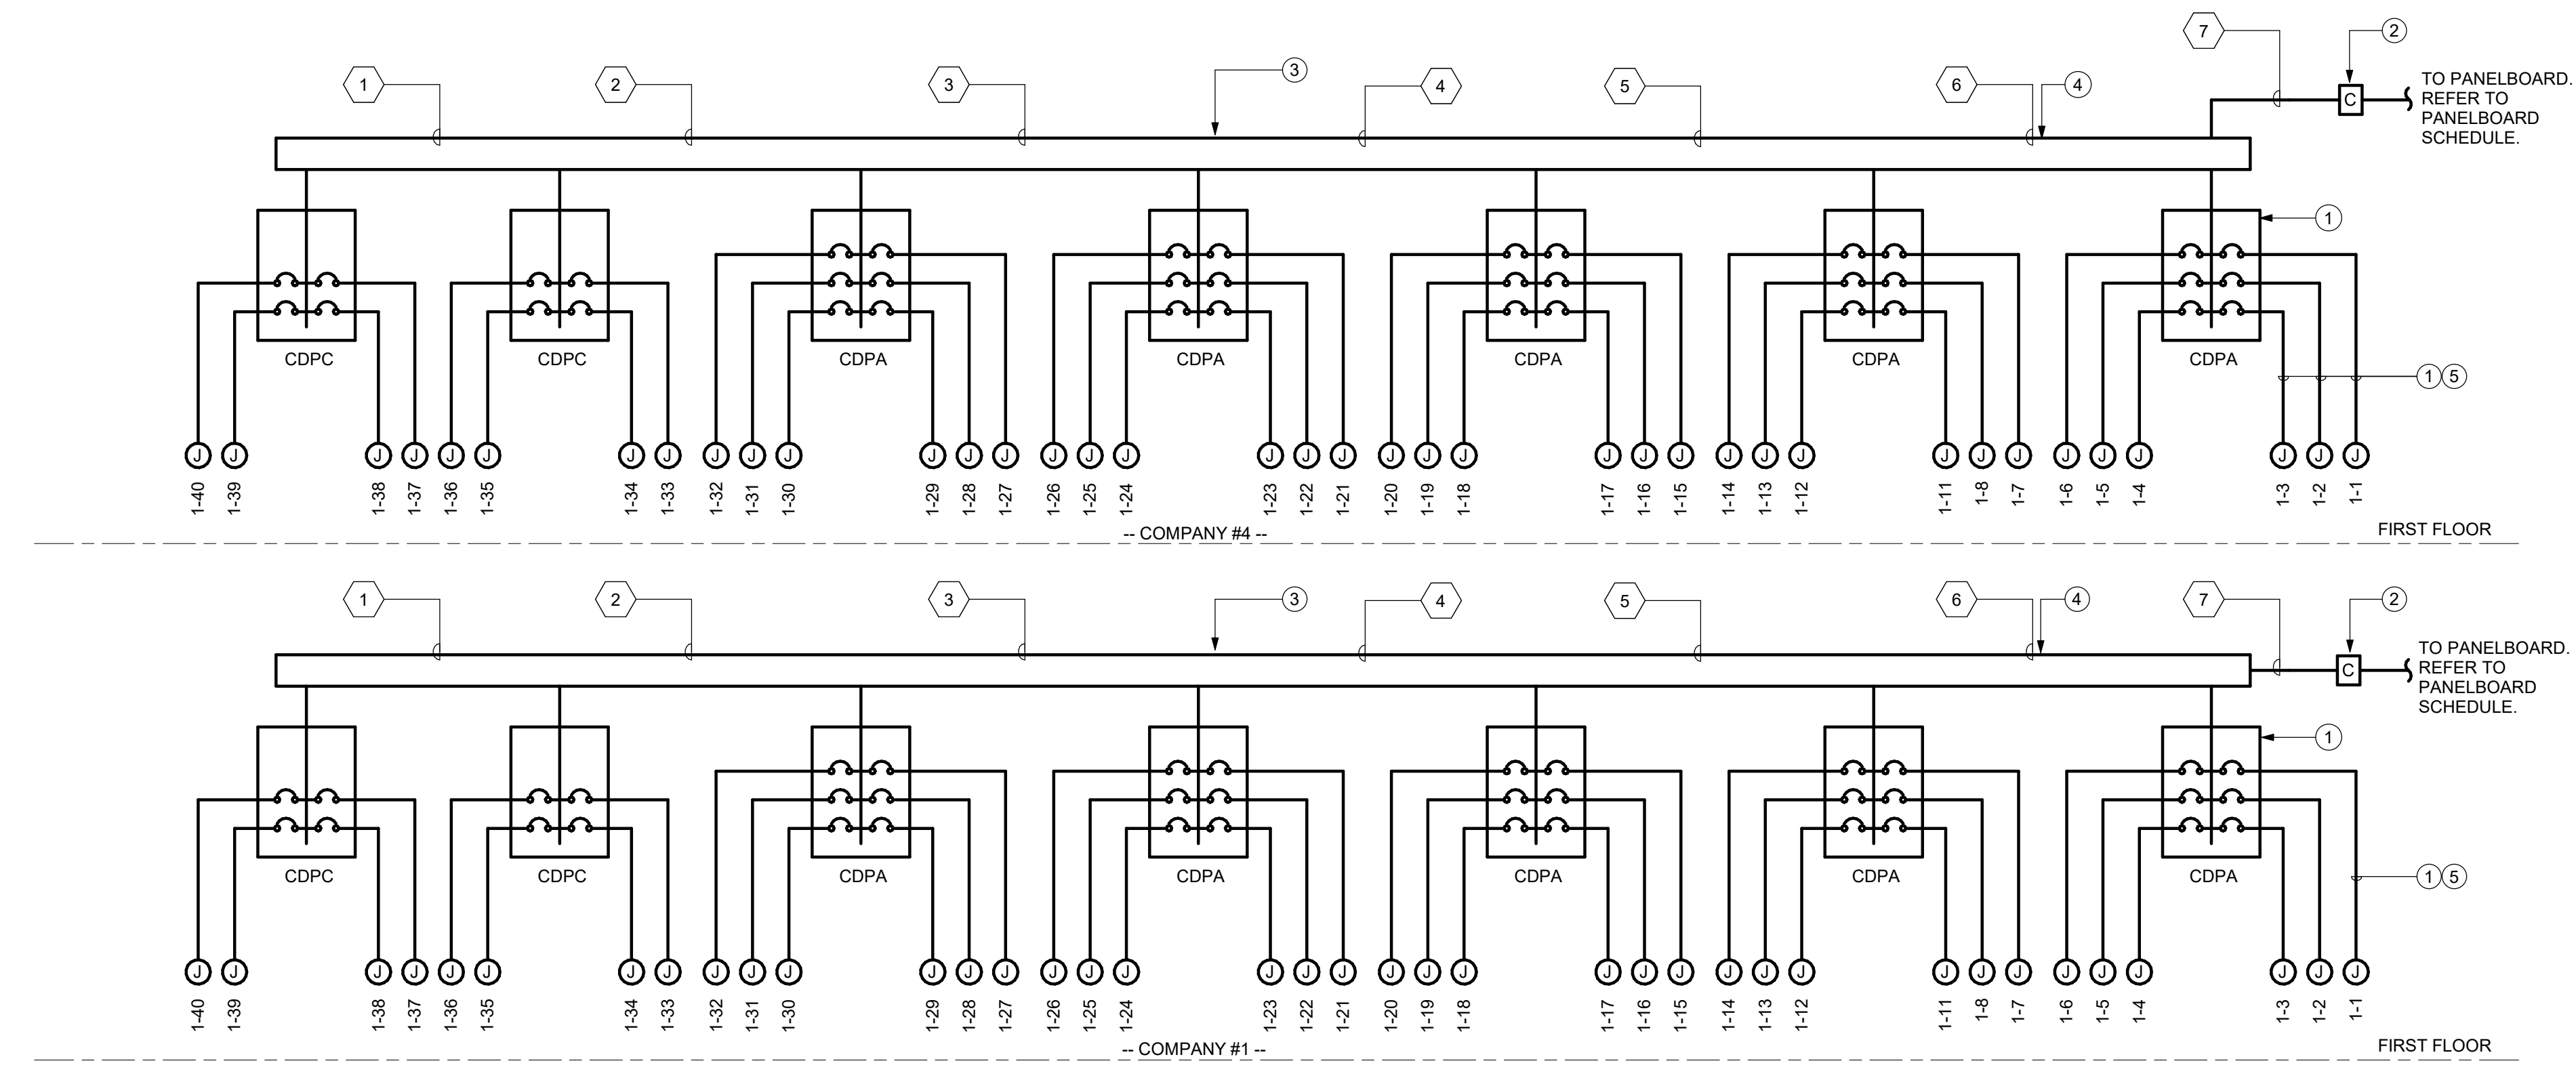 7
2
3
1
2
3
4
5
6
4
TO PANELBOARD.
REFER TO
PANELBOARD
SCHEDULE.
C
1
CDPC
CDPC
CDPA
CDPA
CDPA
CDPA
CDPA
1 5
J J J J J J J J J J J J J J J J J J J J J J J J J J J J J J J J J J J J J J
1-40 1-39 1-38 1-37 1-36 1-35 1-34 1-33 1-32 1-31 1-30 1-29 1-28 1-27 1-26 1-25 1-24 1-23 1-22 1-21 1-20 1-19 1-18 1-17 1-16 1-15 1-14 1-13 1-12 1-11 1-8 1-7 1-6 1-5 1-4 1-3 1-2 1-1
-- COMPANY #4 --
FIRST FLOOR
1
2
3
3
4
5
6
4
7
2
TO PANELBOARD.
REFER TO
PANELBOARD
SCHEDULE.
C
1
CDPC
CDPC
CDPA
CDPA
CDPA
CDPA
CDPA
1 5
J J J J J J J J J J J J J J J J J J J J J J J J J J J J J J J J J J J J J J
1-40 1-39 1-38 1-37 1-36 1-35 1-34 1-33 1-32 1-31 1-30 1-29 1-28 1-27 1-26 1-25 1-24 1-23 1-22 1-21 1-20 1-19 1-18 1-17 1-16 1-15 1-14 1-13 1-12 1-11 1-8 1-7 1-6 1-5 1-4 1-3 1-2 1-1
-- COMPANY #1 --
FIRST FLOOR